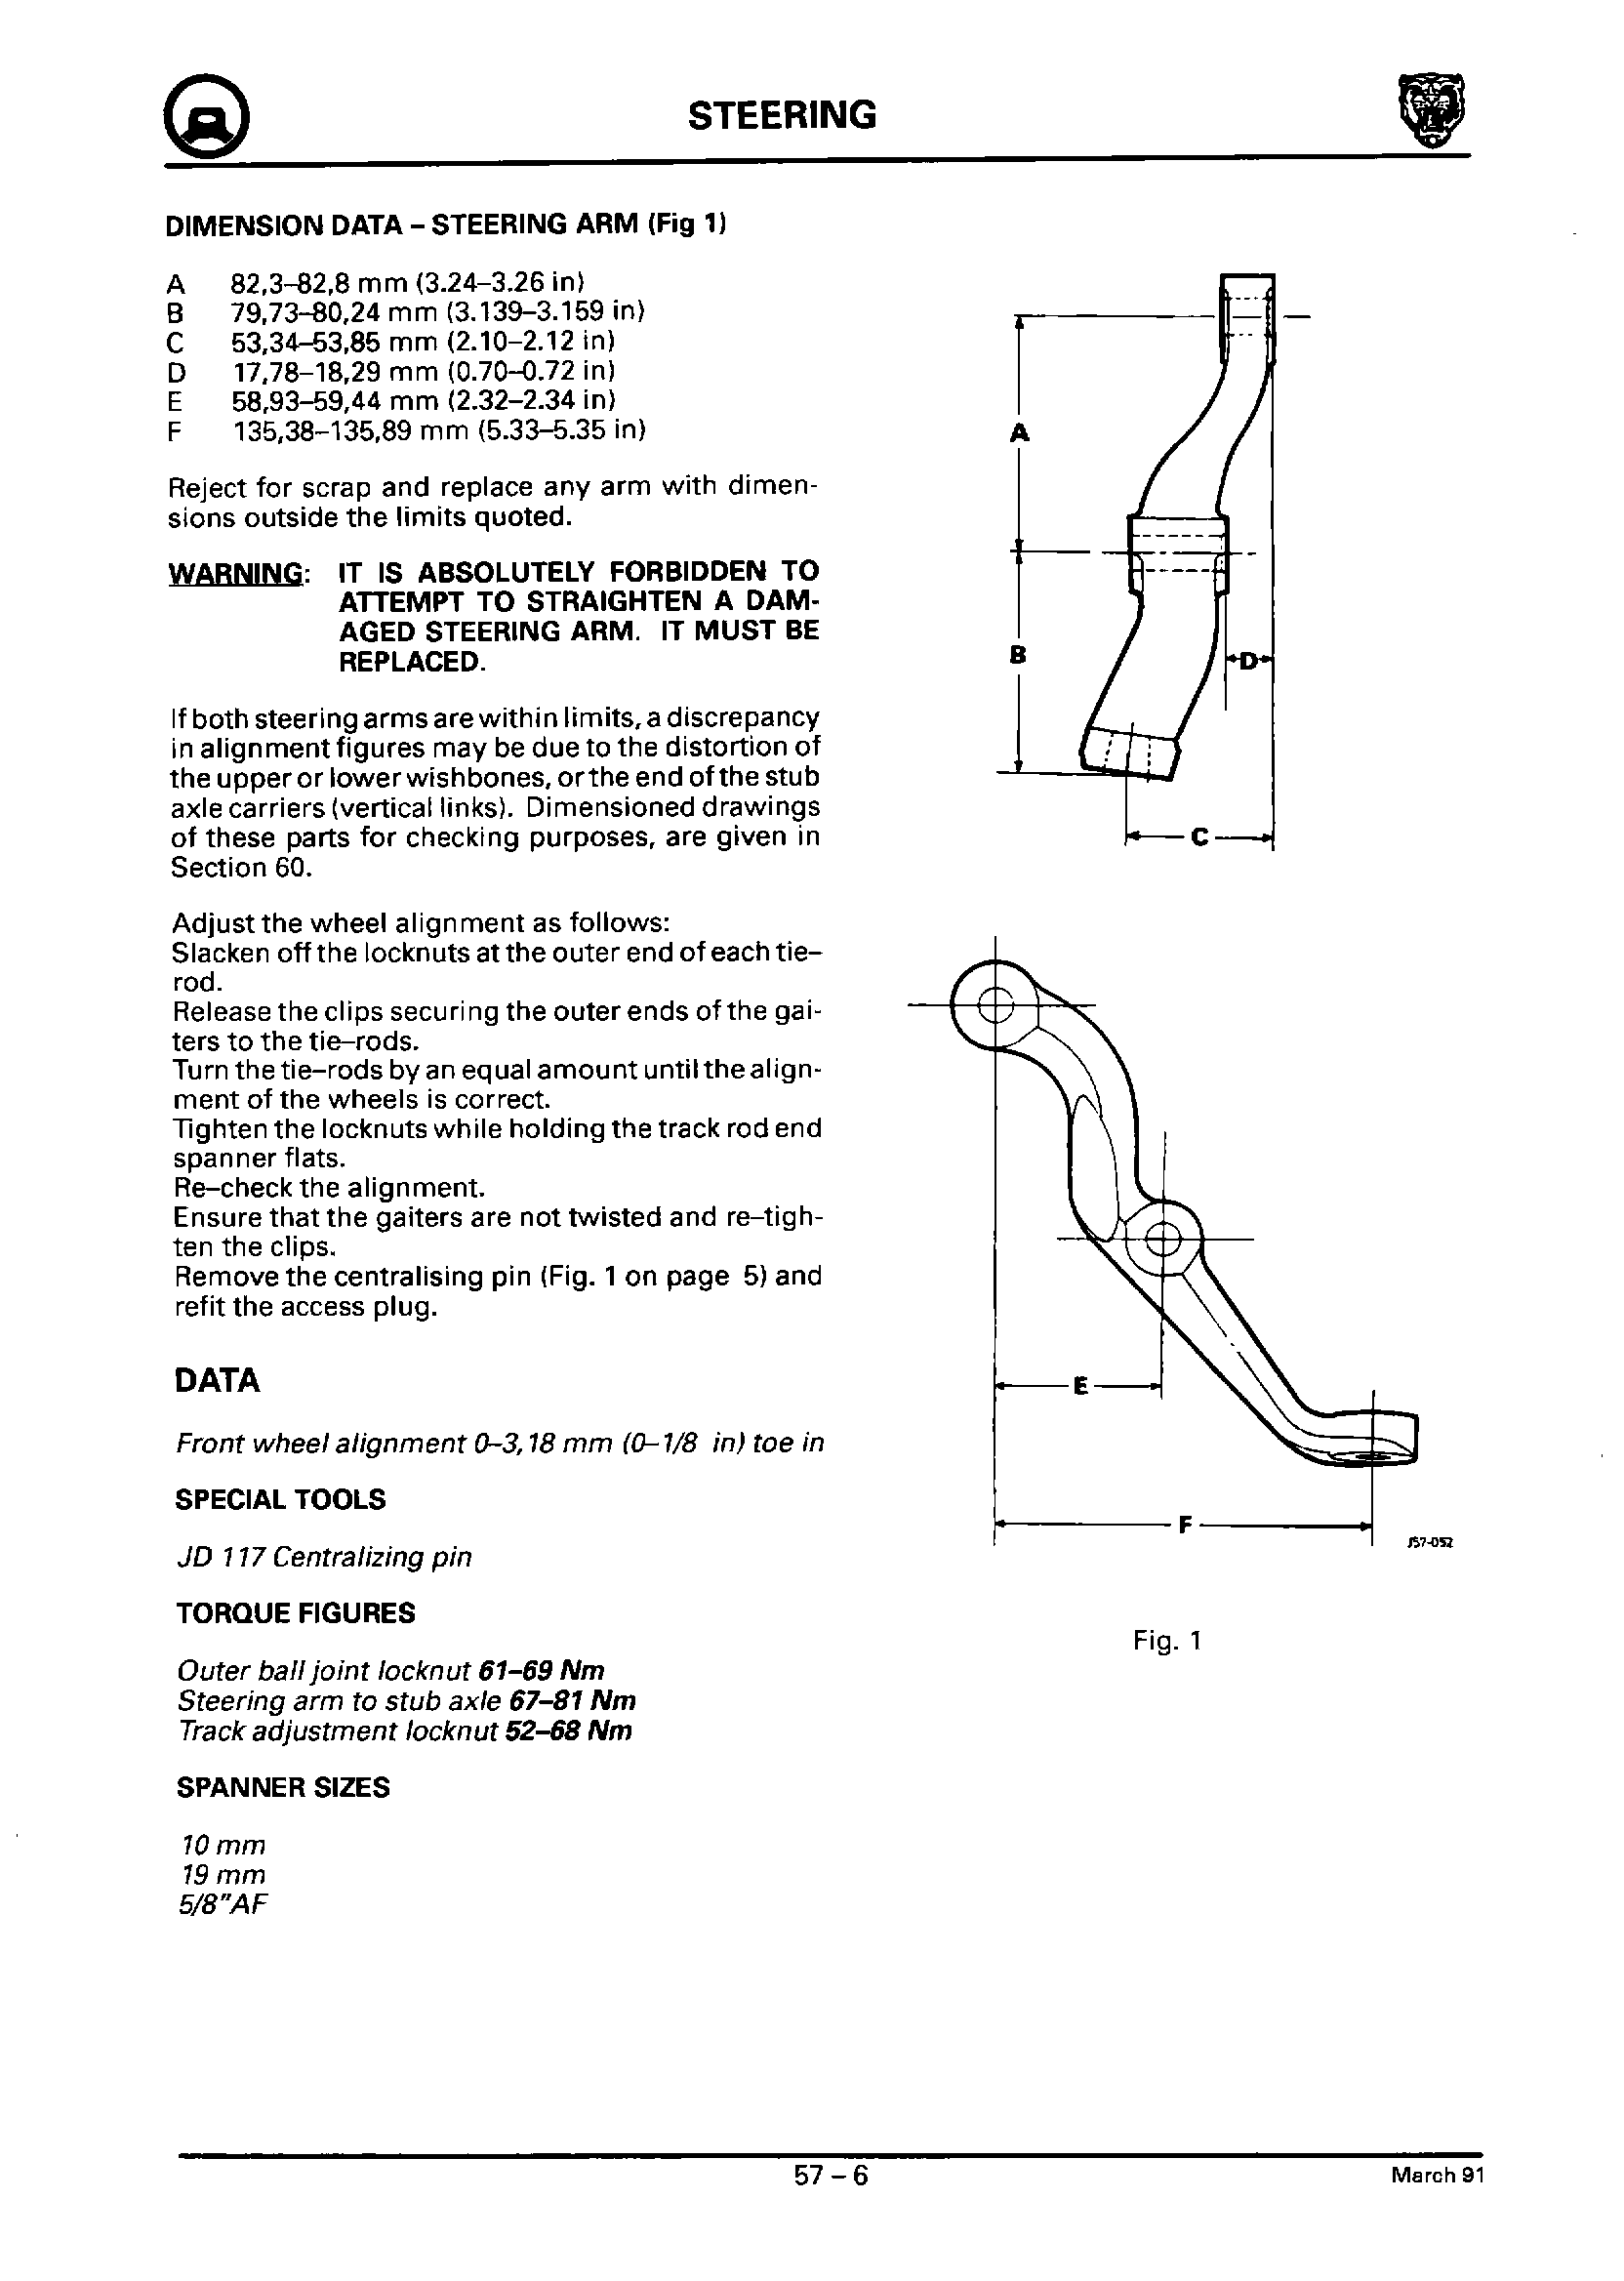 STEERING
DIMENSION DATA – STEERING ARM (Fig 1)
A 82,3–82,8 mm (3.24–3.26 in)
B 79,73–80,24 mm (3.139–3.159 in)
C 53,34–53,85 mm (2.10–2.12 in)
D 17,78–18,29 mm (0.70–0.72 in)
E 58,93–59,44 mm (2.32–2.34 in)
F 135,38–135,89 mm (5.33–5.35 in)
Reject for scrap and replace any arm with dimen-
sions outside the limits quoted.
WARNING: IT IS ABSOLUTELY FORBIDDEN TO
ATTEMPT TO STRAIGHTEN A DAM-
AGED STEERING ARM. IT MUST BE
REPLACED.
If both steering arms are within limits, a discrepancy
in alignment figures may be due to the distortion of
the upper or lower wishbones, or the end of the stub
axle carriers (vertical links). Dimensioned drawings
of these parts for checking purposes, are given in
Section 60.
Adjust the wheel alignment as follows:
Slacken off the locknuts at the outer end of each tie–
rod.
Release the clips securing the outer ends of the gai-
ters to the tie–rods.
Turn the tie–rods by an equal amount until the align-
ment of the wheels is correct.
Tighten the locknuts while holding the track rod end
spanner flats.
Re–check the alignment.
Ensure that the gaiters are not twisted and re–tigh-
ten the clips.
Remove the centralising pin (Fig. 1 on page 5) and
refit the access plug.
DATA
Front wheel alignment 0–3,18 mm (0–1/8 in) toe in
SPECIAL TOOLS
JD 117 Centralizing pin
TORQUE FIGURES
Outer ball joint locknut 61–69 Nm
Steering arm to stub axle 67–81 Nm
Track adjustment locknut 52–68 Nm
SPANNER SIZES
10 mm
19 mm
5/8"AF
A
B
D
C
E
F
J57-052
Fig. 1
57 – 6
March 91